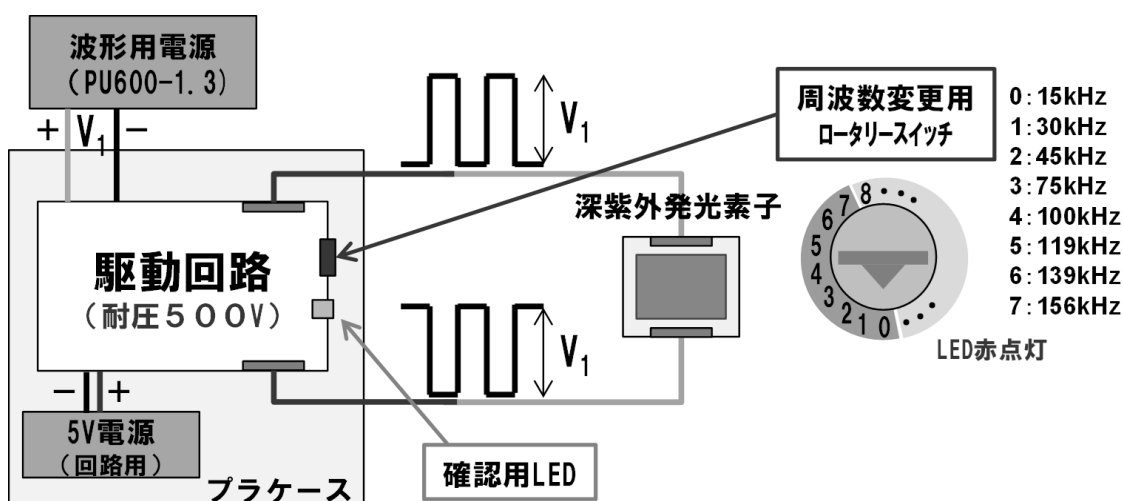 波形用電源
(PU600-1.3)
+ V1 −
V1
周波数変更用
ロータリースイッチ
0:15kHz
1:30kHz
2:45kHz
3:75kHz
4:100kHz
5:119kHz
6:139kHz
7:156kHz
深紫外発光素子
8・・・
7
6
5
4
3
2
1
0・・・
LED赤点灯
駆動回路
(耐圧500V)
V1
− +
5V電源
(回路用)
確認用LED
プラケース